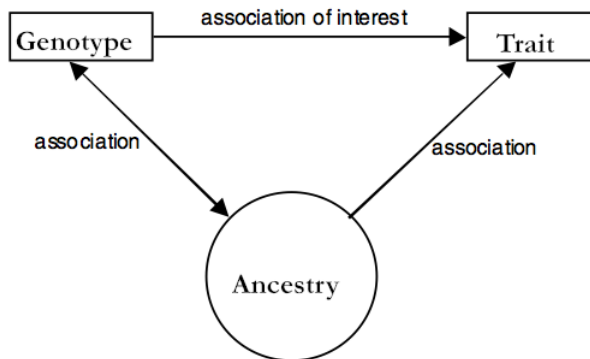 association of interest
Genotype
Trait
association
association
Ancestry